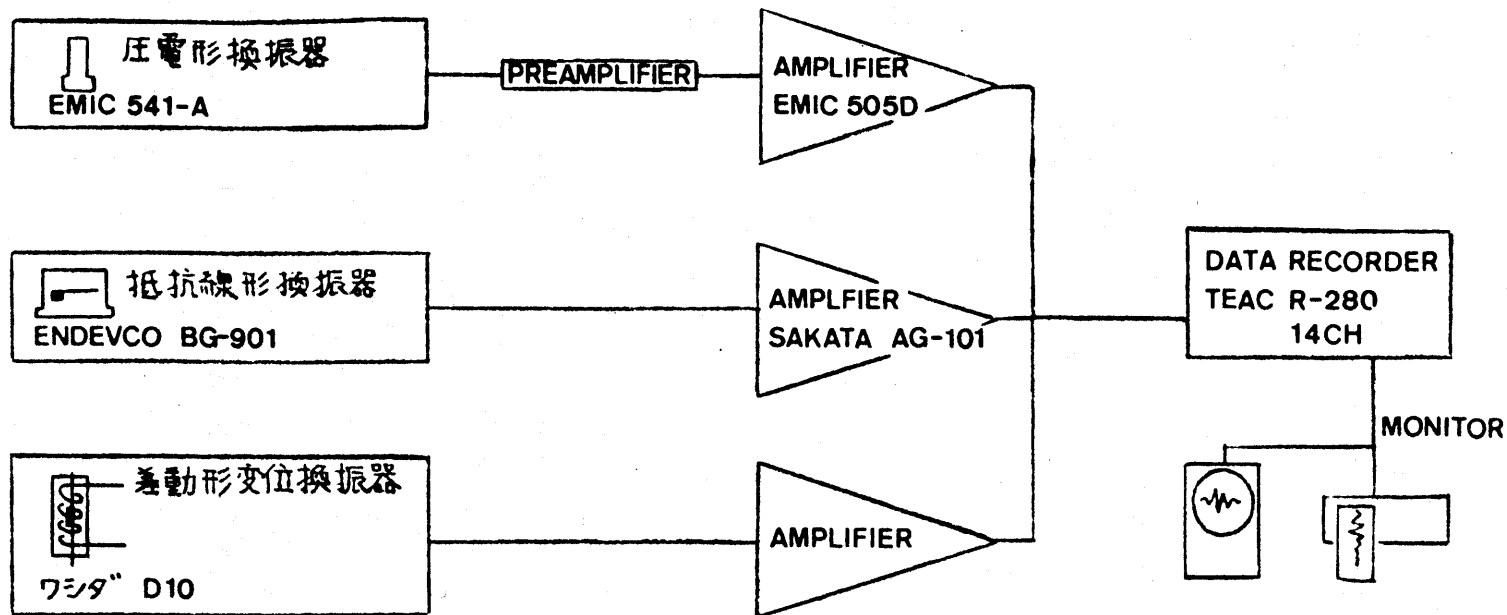 圧電形換振器
EMIC 541-A
PREAMPLIFIER
AMPLIFIER
EMIC 505D
抵抗線形換振器
ENDEVCO BG-901
AMPLFIER
SAKATA AG-101
DATA RECORDER
TEAC R-280
14CH
MONITOR
差動形変位換振器
ワシダ D10
AMPLIFIER